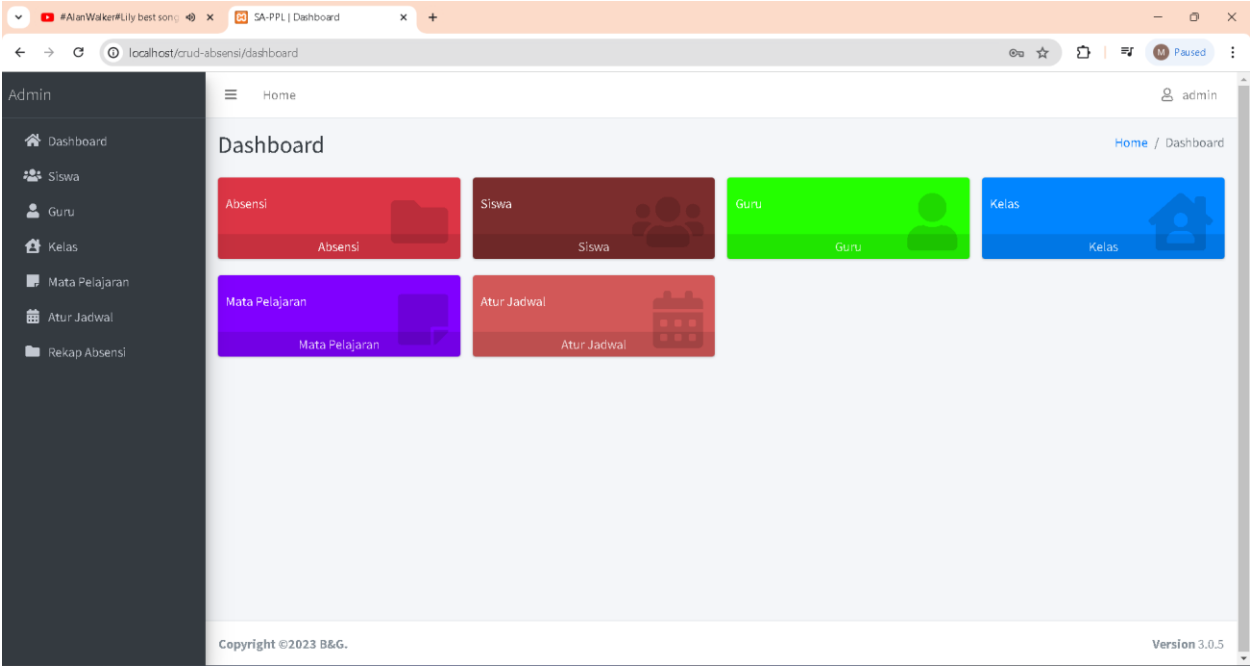 #AlanWalker#Lily best song
SA-PPL | Dashboard
localhost/crud-absensi/dashboard
M Paused
Admin
Home
admin
Dashboard
Siswa
Guru
Kelas
Mata Pelajaran
Atur Jadwal
Rekap Absensi
Dashboard
Home / Dashboard
Absensi
Absensi
Siswa
Siswa
Guru
Guru
Kelas
Kelas
Mata Pelajaran
Mata Pelajaran
Atur Jadwal
Atur Jadwal
Copyright ©2023 B&G.
Version 3.0.5